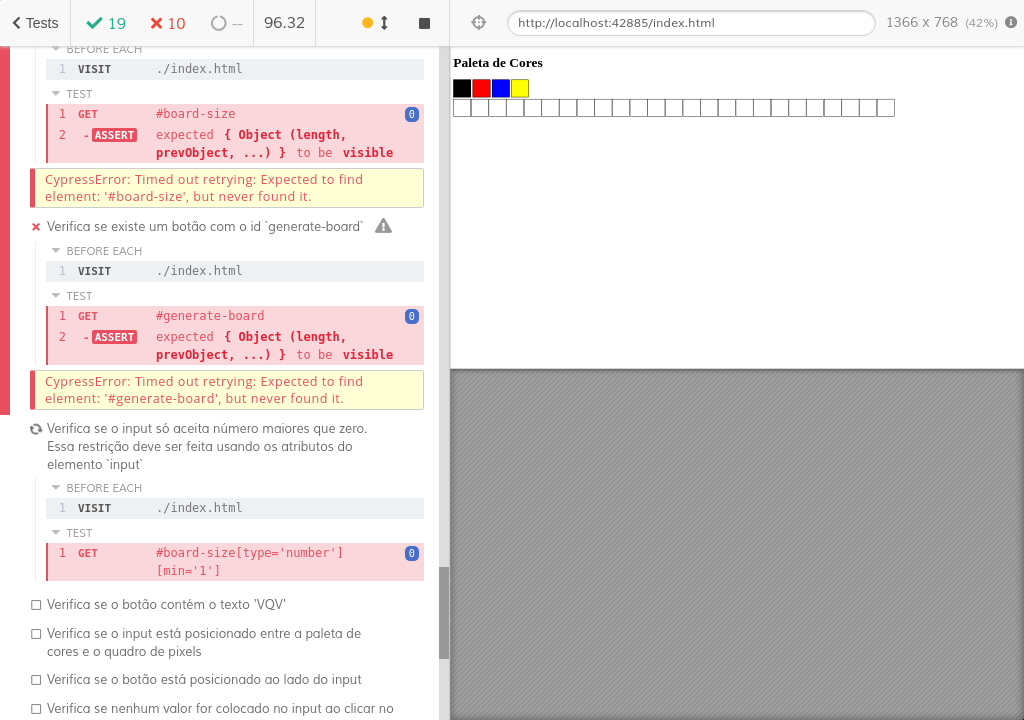 Tests 19 10 -- 96.32 http://localhost:42885/index.html 1366 x 768 (42%)
BEFORE EACH
1 VISIT ./index.html
TEST
1 GET #board-size 0
2 -ASSERT expected { Object (length,
prevObject, ...) } to be visible
CypressError: Timed out retrying: Expected to find
element: '#board-size', but never found it.
Verifica se existe um botão com o id `generate-board`
BEFORE EACH
1 VISIT ./index.html
TEST
1 GET #generate-board 0
2 -ASSERT expected { Object (length,
prevObject, ...) } to be visible
CypressError: Timed out retrying: Expected to find
element: '#generate-board', but never found it.
Verifica se o input só aceita número maiores que zero.
Essa restrição deve ser feita usando os atributos do
elemento `input`
BEFORE EACH
1 VISIT ./index.html
TEST
1 GET #board-size[type='number'] 0
[min='1']
Verifica se o botão contém o texto 'VQV'
Verifica se o input está posicionado entre a paleta de
cores e o quadro de pixels
Verifica se o botão está posicionado ao lado do input
Verifica se nenhum valor for colocado no input ao clicar no
Paleta de Cores